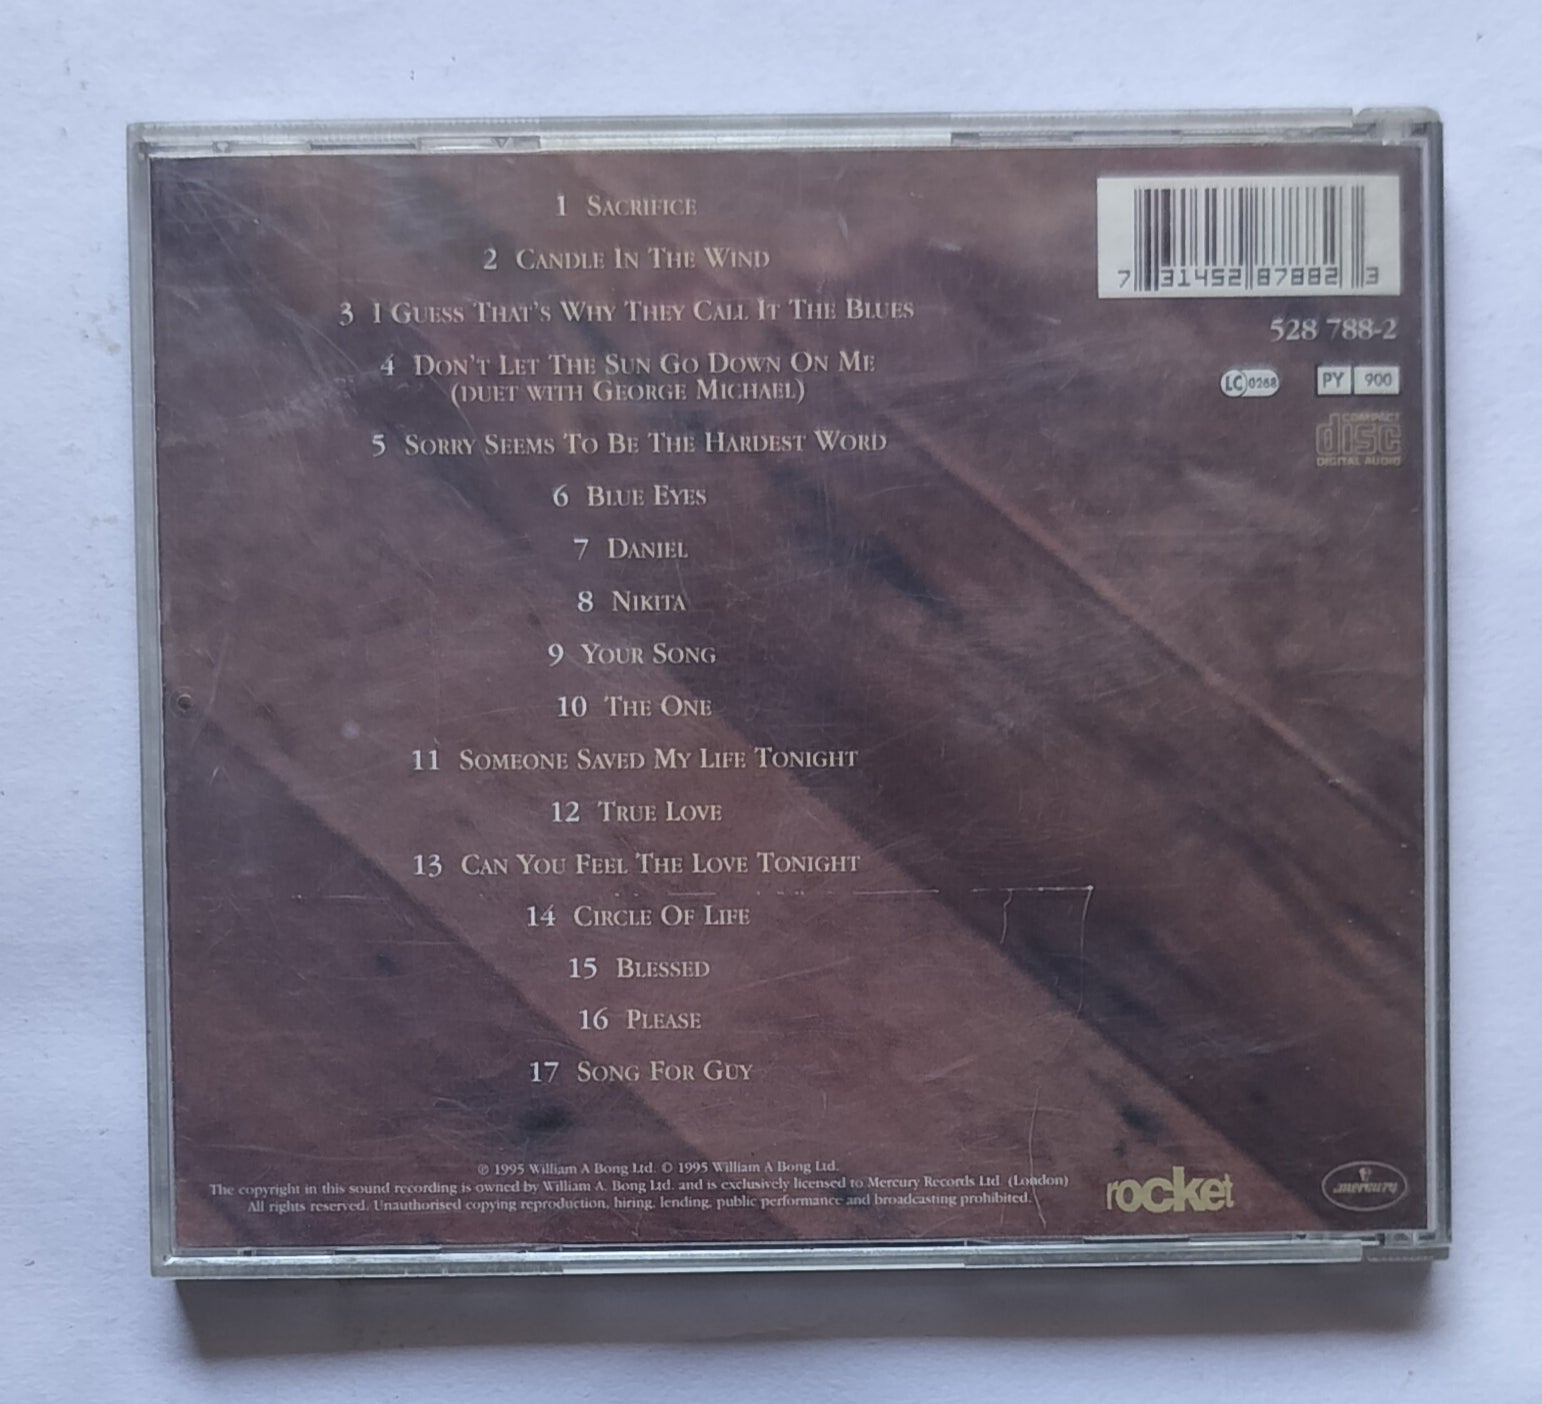 1 Sacrifice
2 Candle In The Wind
3 I Guess That's Why They Call It The Blues
4 Don't Let The Sun Go Down On Me
(duet with George Michael)
5 Sorry Seems To Be The Hardest Word
6 Blue Eyes
7 Daniel
8 Nikita
9 Your Song
10 The One
11 Someone Saved My Life Tonight
12 True Love
13 Can You Feel The Love Tonight
14 Circle Of Life
15 Blessed
16 Please
17 Song For Guy
7 31452 87882 3
528 788-2
LC 0268
PY 900
COMPACT
disc
DIGITAL AUDIO
℗ 1995 William A Bong Ltd. © 1995 William A Bong Ltd.
The copyright in this sound recording is owned by William A. Bong Ltd. and is exclusively licensed to Mercury Records Ltd. (London)
All rights reserved. Unauthorised copying reproduction, hiring, lending, public performance and broadcasting prohibited.
rocket
mercury